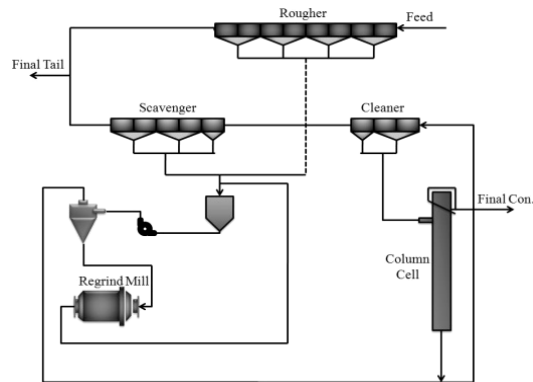 Rougher
Feed
Final Tail
Scavenger
Cleaner
Final Con.
Column
Cell
Regrind Mill